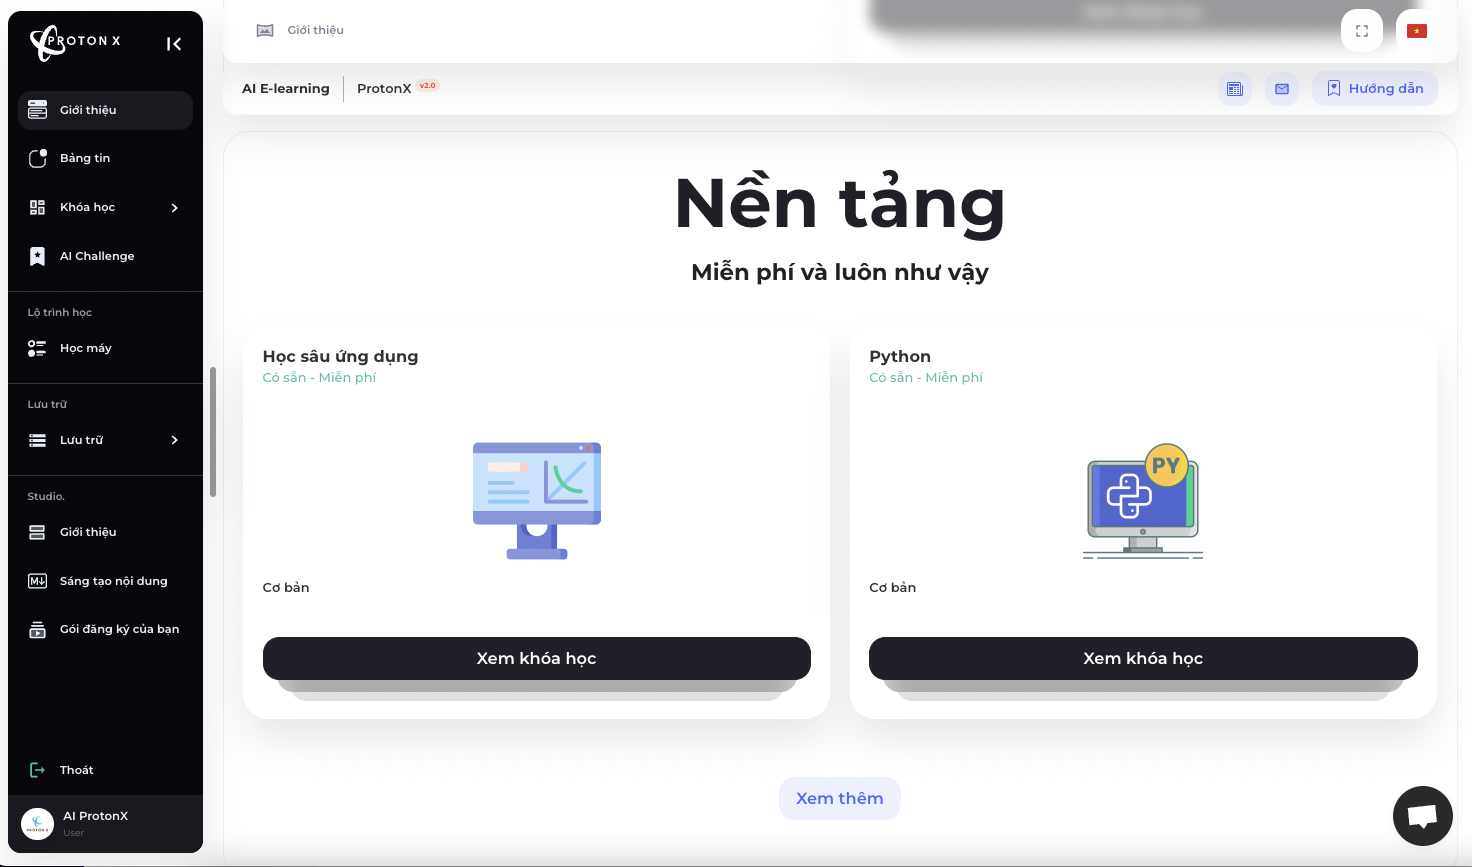 PROTON X
Giới thiệu
Bảng tin
Khóa học
AI Challenge
Lộ trình học
Học máy
Lưu trữ
Lưu trữ
Studio.
Giới thiệu
Sáng tạo nội dung
Gói đăng ký của bạn
Thoát
AI ProtonX
User
Giới thiệu
AI E-learning
ProtonX v2.0
Hướng dẫn
Nền tảng
Miễn phí và luôn như vậy
Học sâu ứng dụng
Có sẵn - Miễn phí
Cơ bản
Xem khóa học
Python
Có sẵn - Miễn phí
PY
Cơ bản
Xem khóa học
Xem thêm